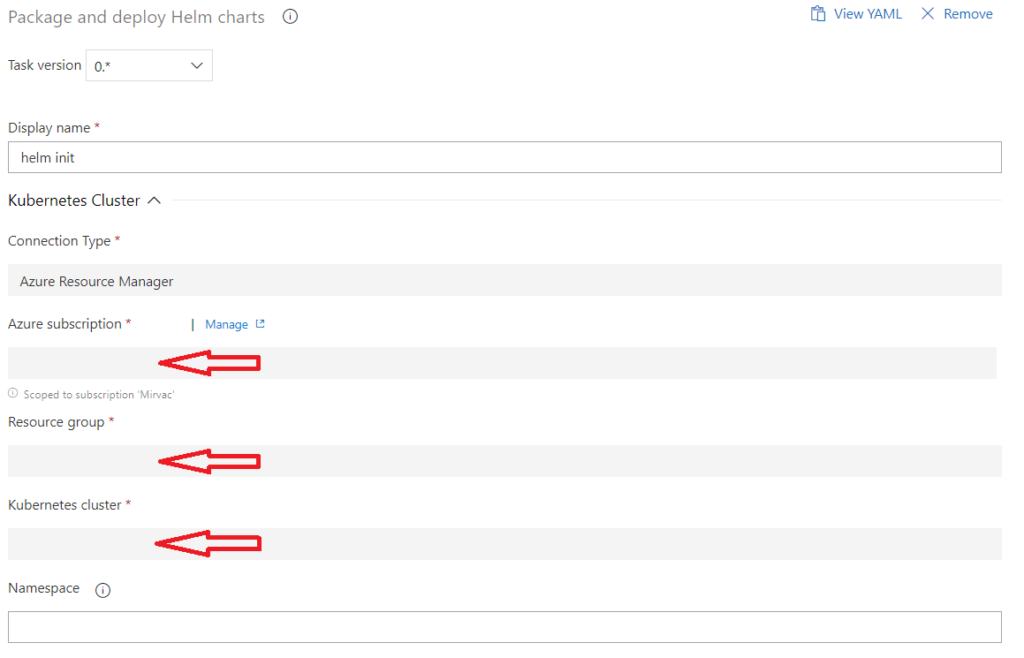 Package and deploy Helm charts
View YAML
Remove
Task version 0.*
Display name *
helm init
Kubernetes Cluster
Connection Type *
Azure Resource Manager
Azure subscription * | Manage
Scoped to subscription 'Mirvac'
Resource group *
Kubernetes cluster *
Namespace